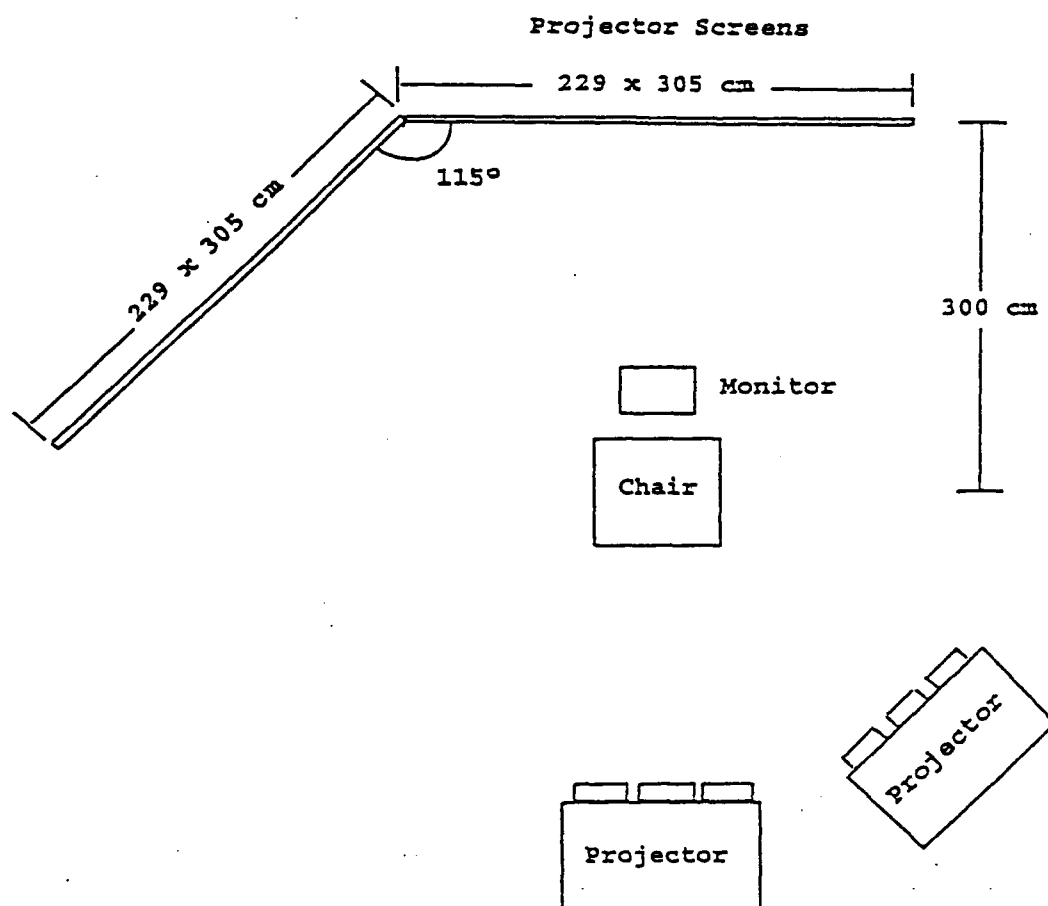 Projector Screens
229 x 305 cm
115°
229 x 305 cm
300 cm
Monitor
Chair
Projector
Projector